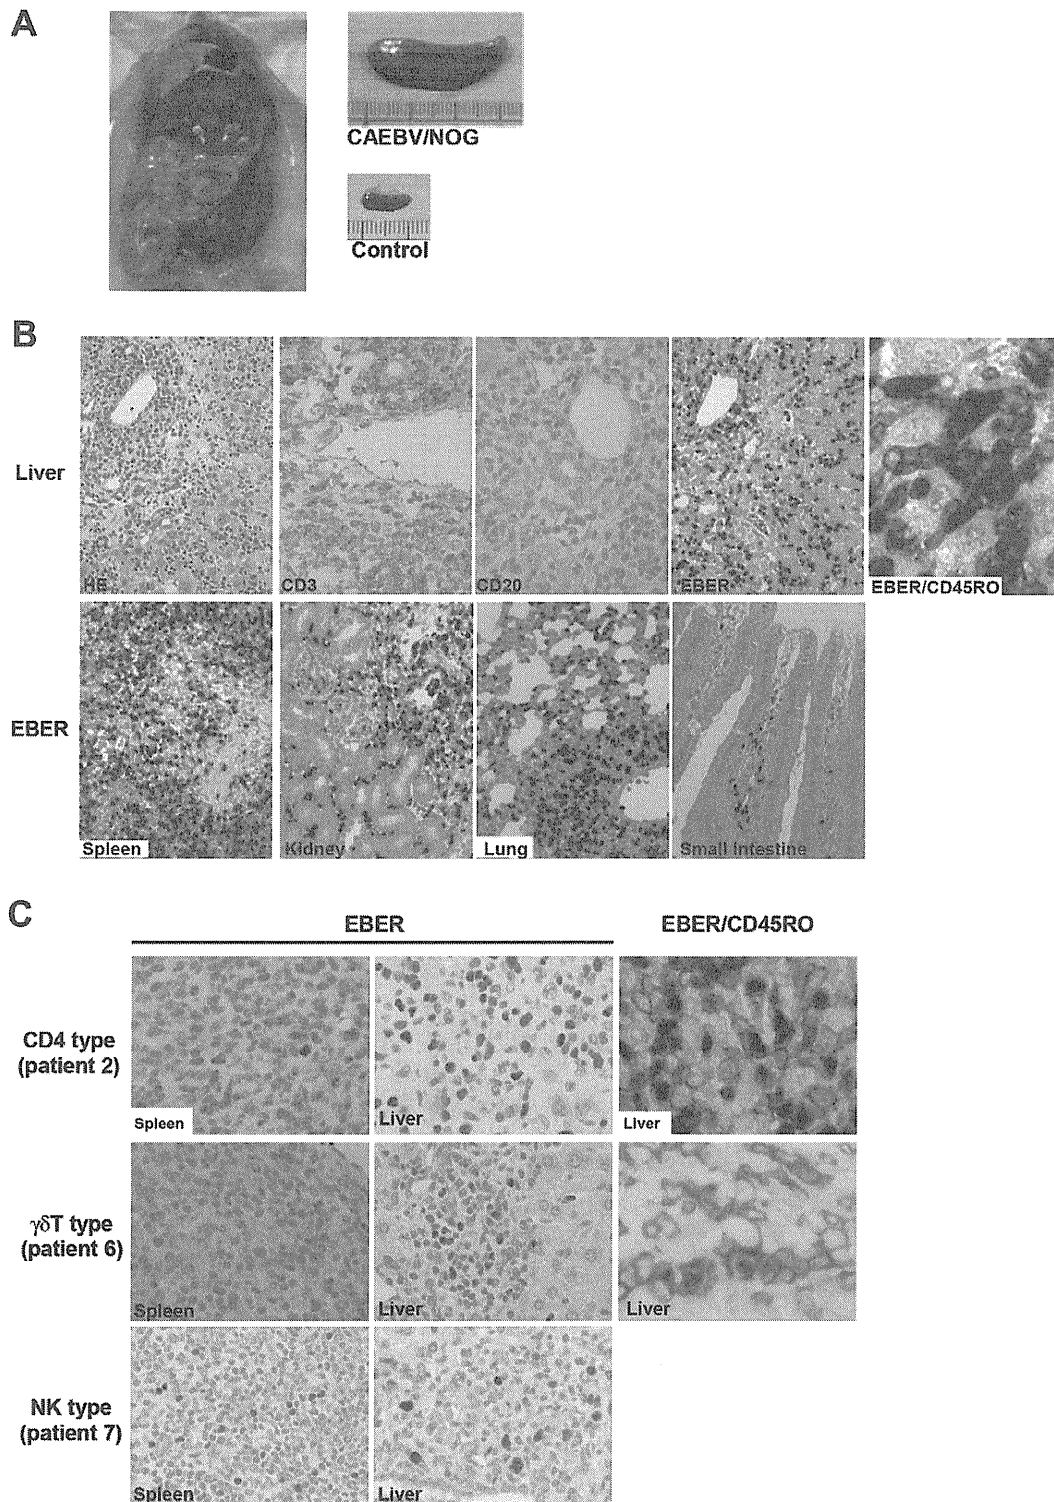 A
CAEBV/NOG
Control
B
Liver
HE
CD3
CD20
EBER
EBER/CD45RO
EBER
Spleen
Kidney
Lung
Small Intestine
C
EBER
EBER/CD45RO
CD4 type
(patient 2)
Spleen
Liver
Liver
γδT type
(patient 6)
Spleen
Liver
Liver
NK type
(patient 7)
Spleen
Liver